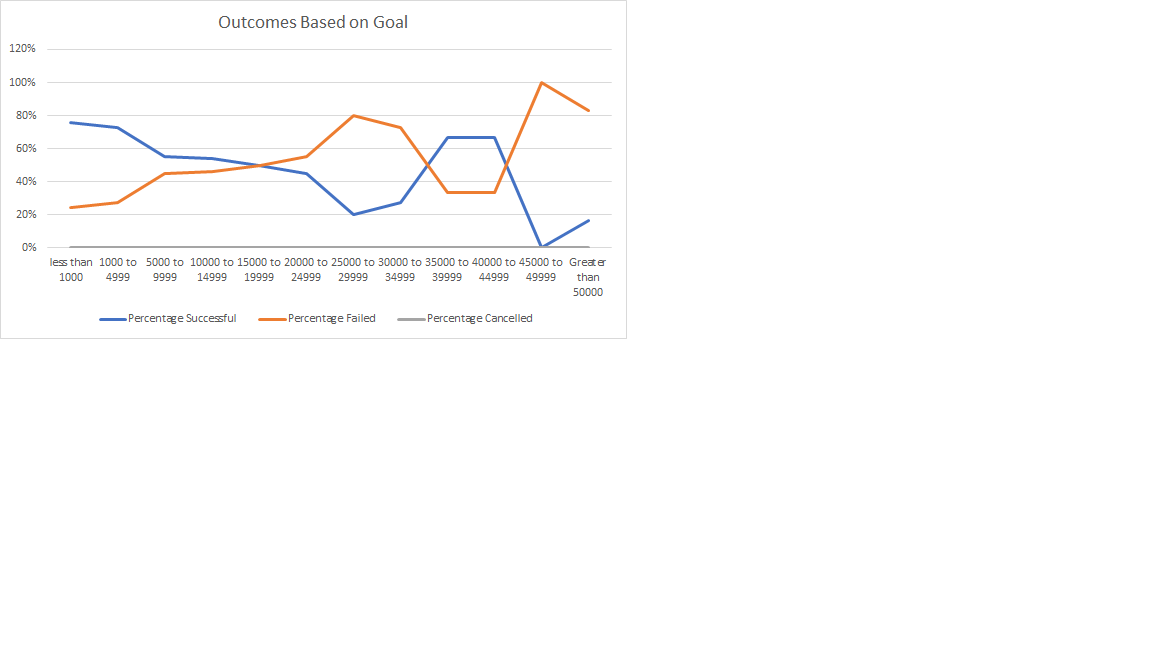 Outcomes Based on Goal
120%
100%
80%
60%
40%
20%
0%
less than 1000
1000 to 4999
5000 to 9999
10000 to 14999
15000 to 19999
20000 to 24999
25000 to 29999
30000 to 34999
35000 to 39999
40000 to 44999
45000 to 49999
Greater than 50000
Percentage Successful
Percentage Failed
Percentage Cancelled